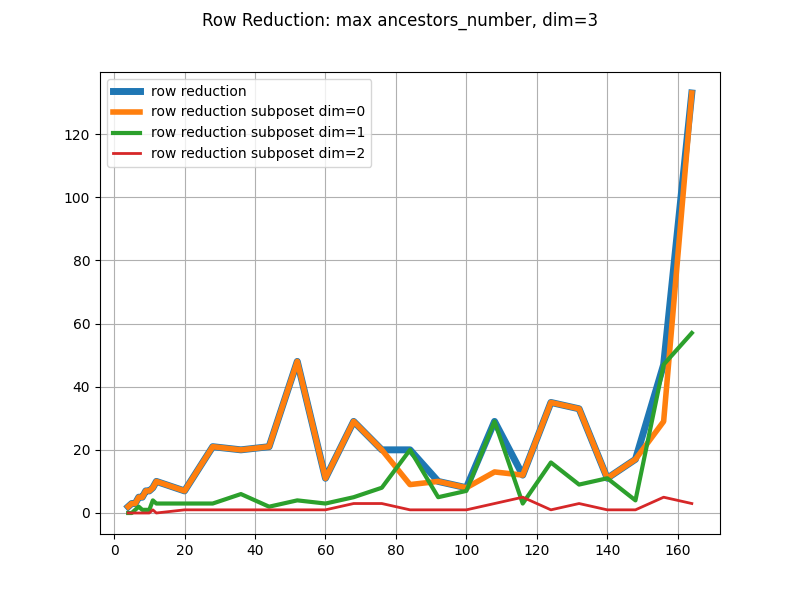 Row Reduction: max ancestors_number, dim=3
row reduction
row reduction subposet dim=0
row reduction subposet dim=1
row reduction subposet dim=2
120
100
80
60
40
20
0
0 20 40 60 80 100 120 140 160